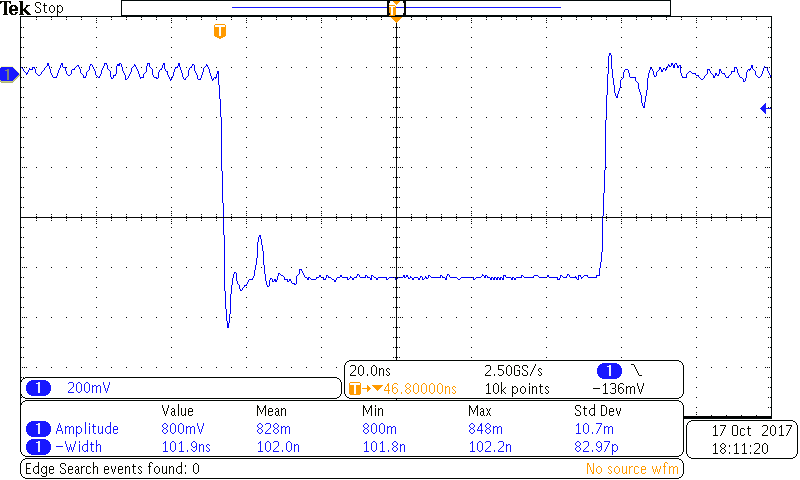 Tek Stop
T
T
1
1 200mV
20.0ns 2.50GS/s 1
T→▼46.80000ns 10k points −136mV
Value Mean Min Max Std Dev
1 Amplitude 800mV 828m 800m 848m 10.7m
1 −Width 101.9ns 102.0n 101.8n 102.2n 82.97p
17 Oct 2017
18:11:20
Edge Search events found: 0 No source wfm